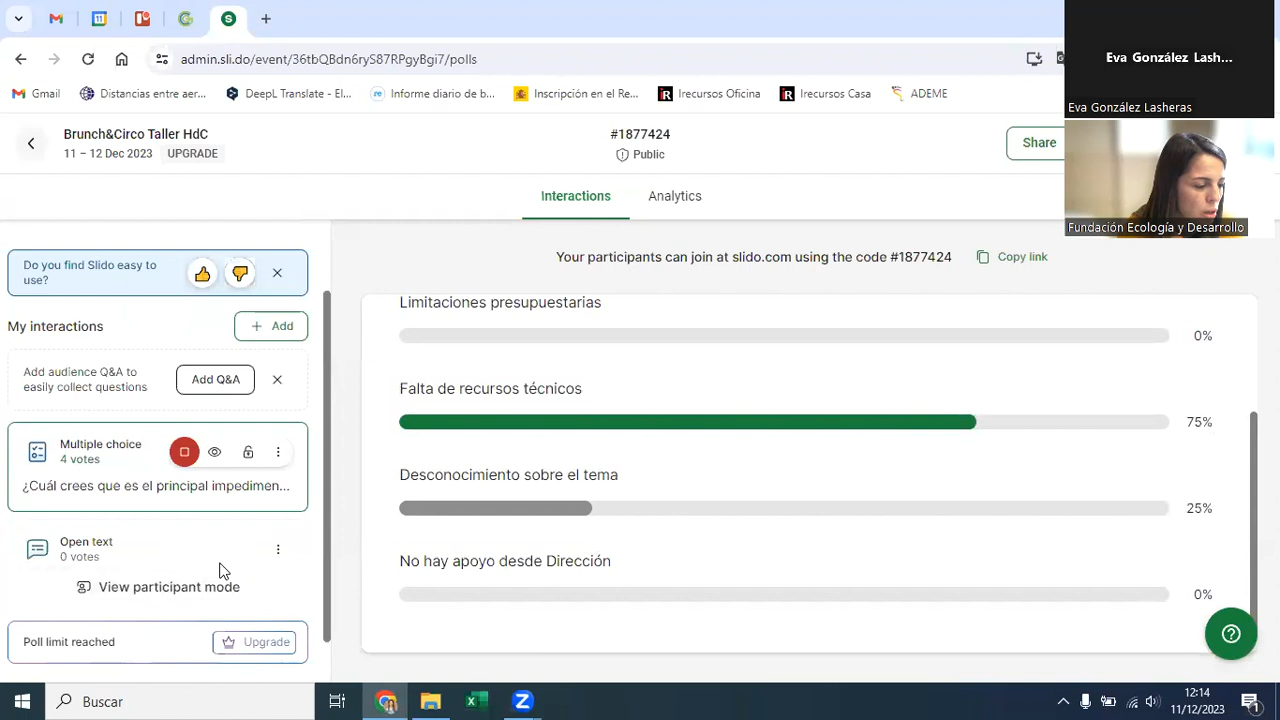 admin.sli.do/event/36tbQBdn6ryS87RPgyBgi7/polls
Eva González Lash...
Eva González Lasheras
Gmail
Distancias entre aer...
DeepL Translate - El...
Informe diario de b...
Inscripción en el Re...
Irecursos Oficina
Irecursos Casa
ADEME
Brunch&Circo Taller HdC
11 – 12 Dec 2023
UPGRADE
#1877424
Public
Share
Fundación Ecología y Desarrollo
Interactions
Analytics
Do you find Slido easy to
use?
My interactions
Add
Add audience Q&A to
easily collect questions
Add Q&A
Multiple choice
4 votes
¿Cuál crees que es el principal impedimen...
Open text
0 votes
View participant mode
Poll limit reached
Upgrade
Your participants can join at slido.com using the code #1877424
Copy link
Limitaciones presupuestarias
0%
Falta de recursos técnicos
75%
Desconocimiento sobre el tema
25%
No hay apoyo desde Dirección
0%
Buscar
12:14
11/12/2023